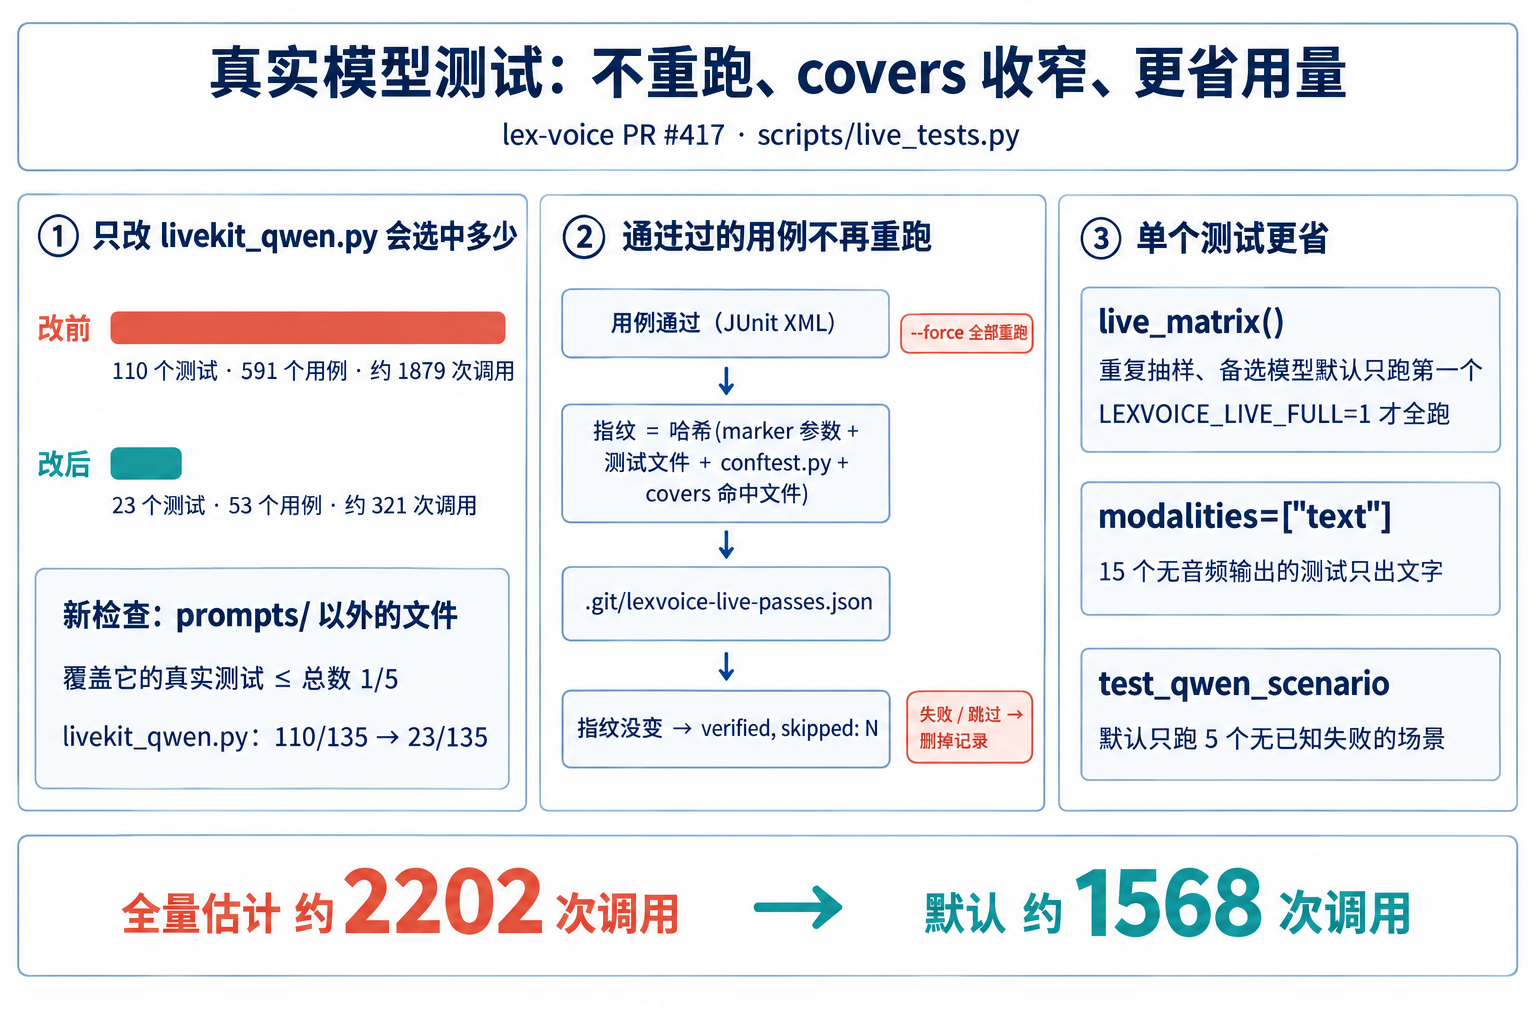 真实模型测试：不重跑、covers 收窄、更省用量
lex-voice PR #417 · scripts/live_tests.py
① 只改 livekit_qwen.py 会选中多少
改前
110 个测试 · 591 个用例 · 约 1879 次调用
改后
23 个测试 · 53 个用例 · 约 321 次调用
新检查：prompts/ 以外的文件
覆盖它的真实测试 ≤ 总数 1/5
livekit_qwen.py：110/135 → 23/135
② 通过过的用例不再重跑
用例通过（JUnit XML）
--force 全部重跑
↓
指纹 = 哈希(marker 参数 +
测试文件 + conftest.py +
covers 命中文件)
↓
.git/lexvoice-live-passes.json
↓
指纹没变 → verified, skipped: N
失败 / 跳过 →
删掉记录
③ 单个测试更省
live_matrix()
重复抽样、备选模型默认只跑第一个
LEXVOICE_LIVE_FULL=1 才全跑
modalities=["text"]
15 个无音频输出的测试只出文字
test_qwen_scenario
默认只跑 5 个无已知失败的场景
全量估计 约 2202 次调用 → 默认 约 1568 次调用